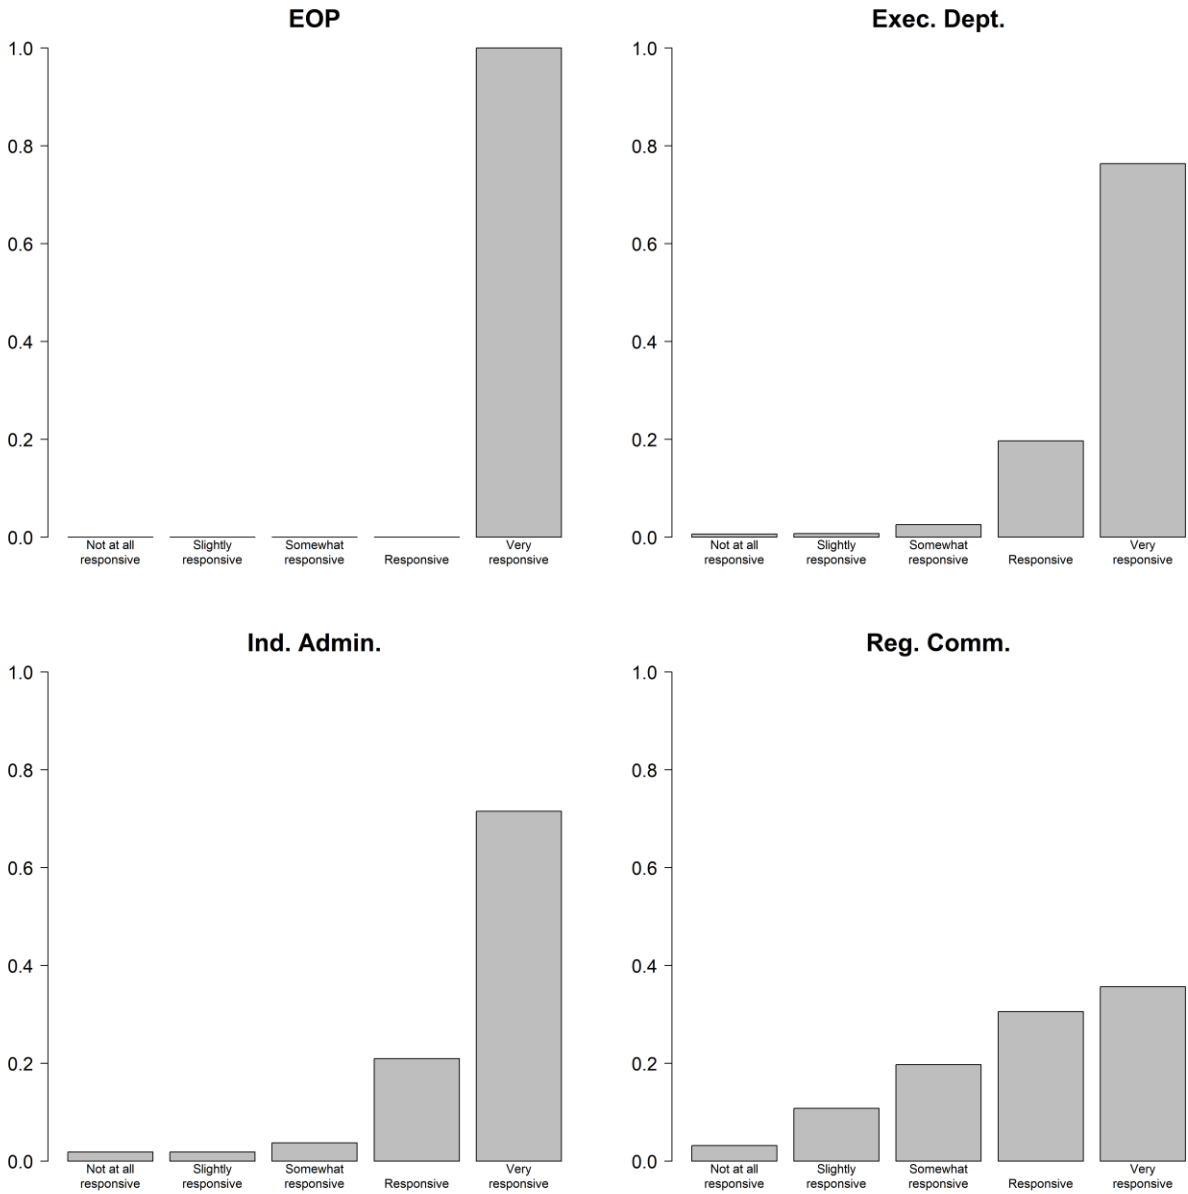 EOP
1.0
0.8
0.6
0.4
0.2
0.0
Not at all Slightly Somewhat Very
responsive responsive responsive Responsive responsive
Exec. Dept.
1.0
0.8
0.6
0.4
0.2
0.0
Not at all Slightly Somewhat Very
responsive responsive responsive Responsive responsive
Ind. Admin.
1.0
0.8
0.6
0.4
0.2
0.0
Not at all Slightly Somewhat Very
responsive responsive responsive Responsive responsive
Reg. Comm.
1.0
0.8
0.6
0.4
0.2
0.0
Not at all Slightly Somewhat Very
responsive responsive responsive Responsive responsive